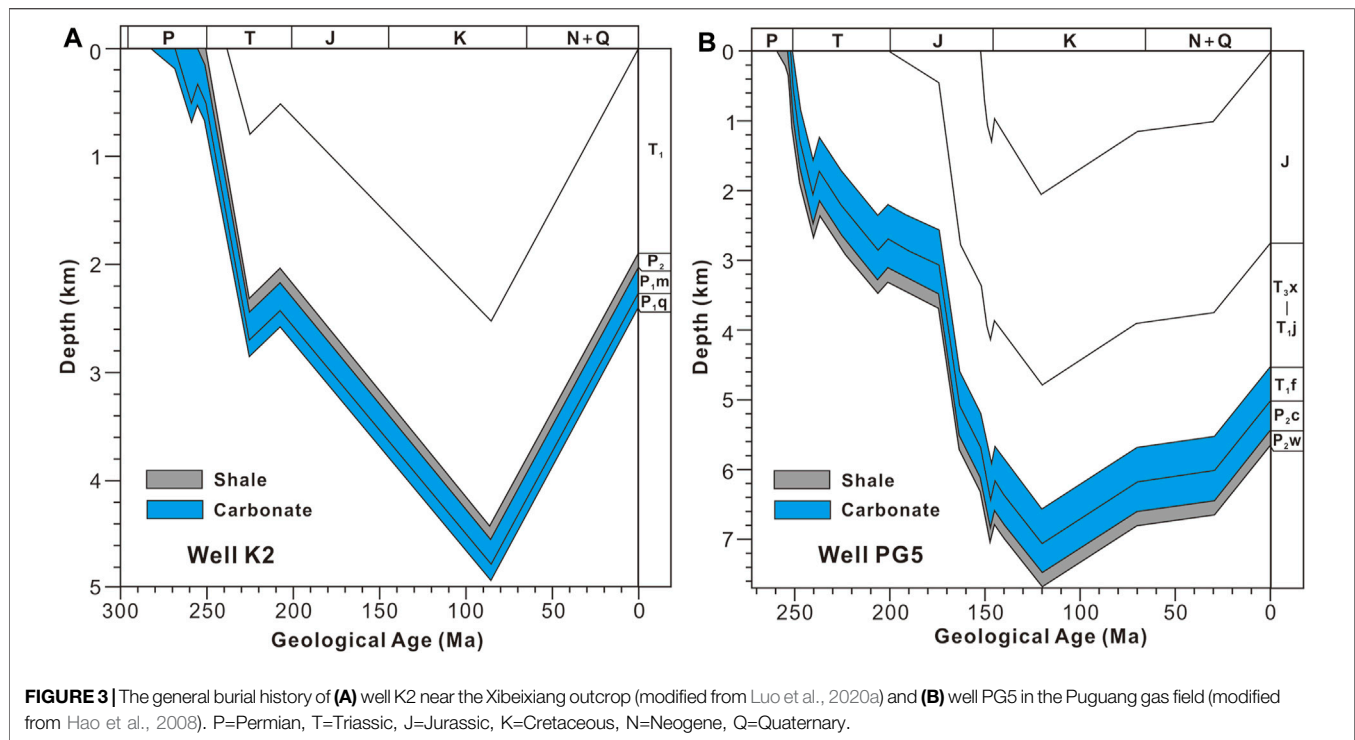 A
P T J K N + Q
0
1
2
3
4
5
Depth (km)
T₁
P₂
P₁m
P₁q
Shale
Carbonate
Well K2
300 250 200 150 100 50 0
Geological Age (Ma)
B
P T J K N + Q
0
1
2
3
4
5
6
7
Depth (km)
J
T₃x
|
T₁j
T₁f
P₂c
P₂w
Shale
Carbonate
Well PG5
250 200 150 100 50 0
Geological Age (Ma)
FIGURE 3 | The general burial history of (A) well K2 near the Xibeixiang outcrop (modified from Luo et al., 2020a) and (B) well PG5 in the Puguang gas field (modified
from Hao et al., 2008). P=Permian, T=Triassic, J=Jurassic, K=Cretaceous, N=Neogene, Q=Quaternary.